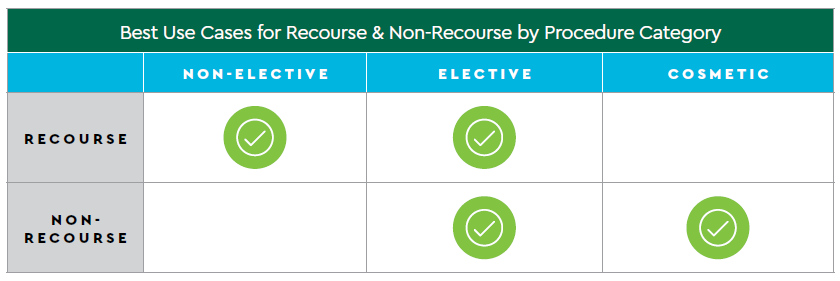 Best Use Cases for Recourse & Non-Recourse by Procedure Category
NON-ELECTIVE ELECTIVE COSMETIC
RECOURSE
NON-
RECOURSE